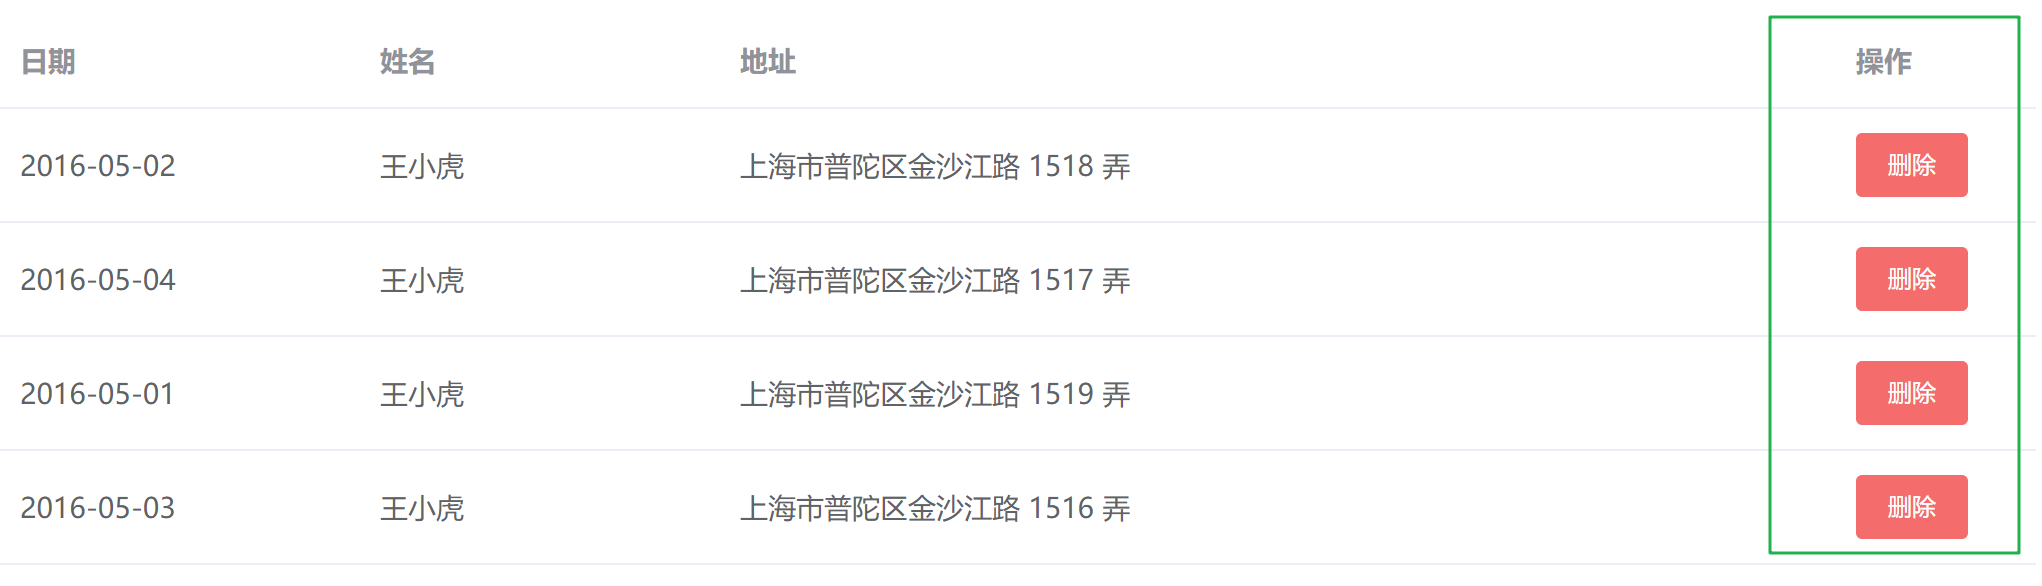 日期 姓名 地址 操作
2016-05-02 王小虎 上海市普陀区金沙江路 1518 弄 删除
2016-05-04 王小虎 上海市普陀区金沙江路 1517 弄 删除
2016-05-01 王小虎 上海市普陀区金沙江路 1519 弄 删除
2016-05-03 王小虎 上海市普陀区金沙江路 1516 弄 删除